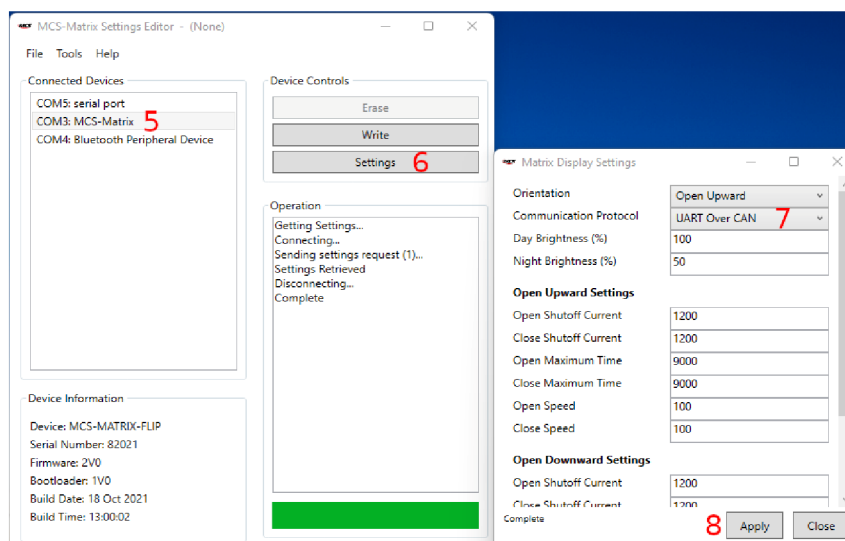 MCS-Matrix Settings Editor - (None)
File Tools Help
Connected Devices
COM5: serial port
COM3: MCS-Matrix 5
COM4: Bluetooth Peripheral Device
Device Information
Device: MCS-MATRIX-FLIP
Serial Number: 82021
Firmware: 2V0
Bootloader: 1V0
Build Date: 18 Oct 2021
Build Time: 13:00:02
Device Controls
Erase
Write
Settings 6
Operation
Getting Settings...
Connecting...
Sending settings request (1)...
Settings Retrieved
Disconnecting...
Complete
Matrix Display Settings
Orientation Open Upward
Communication Protocol UART Over CAN 7
Day Brightness (%) 100
Night Brightness (%) 50
Open Upward Settings
Open Shutoff Current 1200
Close Shutoff Current 1200
Open Maximum Time 9000
Close Maximum Time 9000
Open Speed 100
Close Speed 100
Open Downward Settings
Open Shutoff Current 1200
Close Shutoff Current 1200
Complete
8 Apply Close